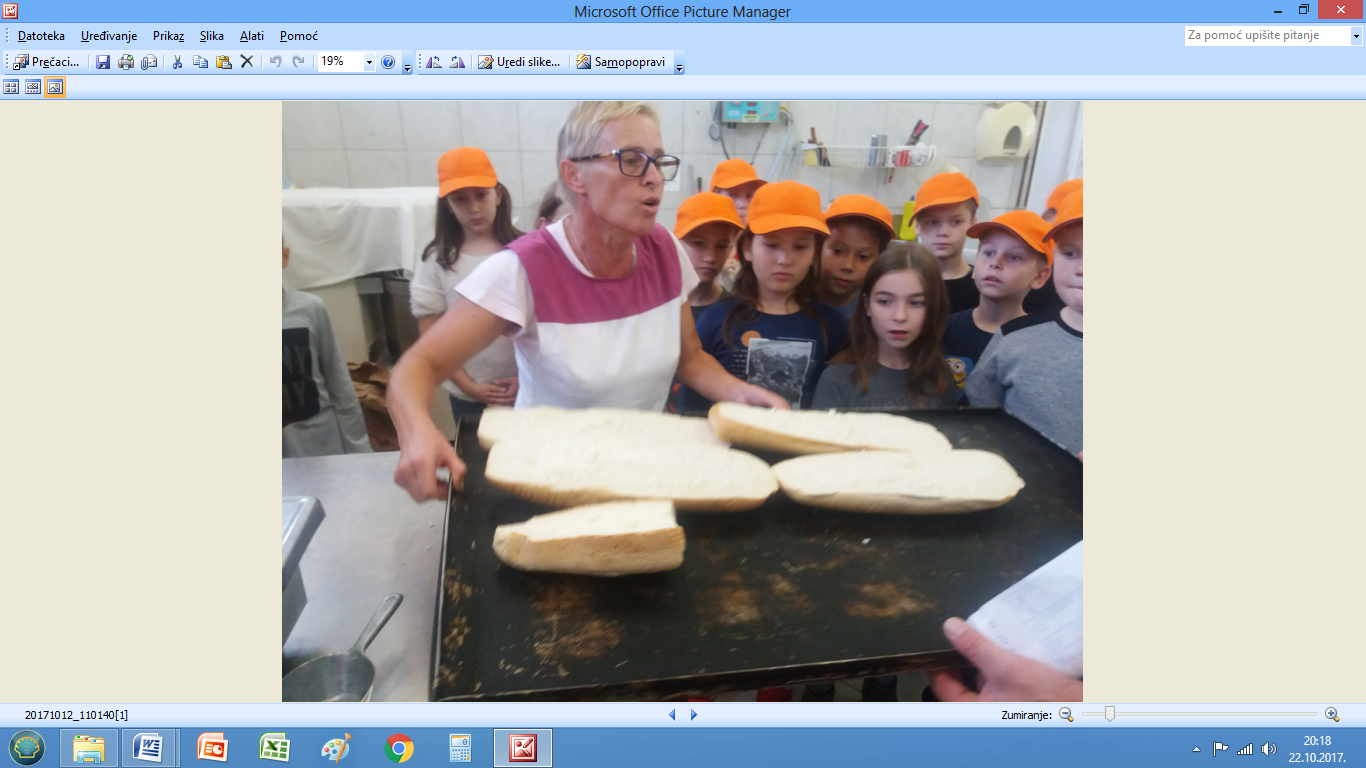 Microsoft Office Picture Manager
Datoteka Uređivanje Prikaz Slika Alati Pomoć
Za pomoć upišite pitanje
Prečaci... 19% Uredi slike... Samopopravi
20171012_110140[1]
Zumiranje:
20:18
22.10.2017.